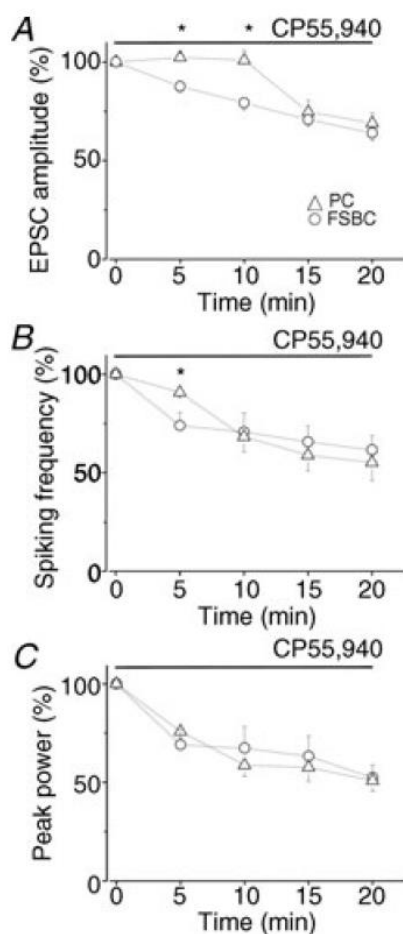 A
* *
CP55,940
EPSC amplitude (%)
100
50
0
△ PC
○ FSBC
0 5 10 15 20
Time (min)
B
CP55,940
Spiking frequency (%)
*
100
50
0
0 5 10 15 20
Time (min)
C
CP55,940
Peak power (%)
100
50
0
0 5 10 15 20
Time (min)